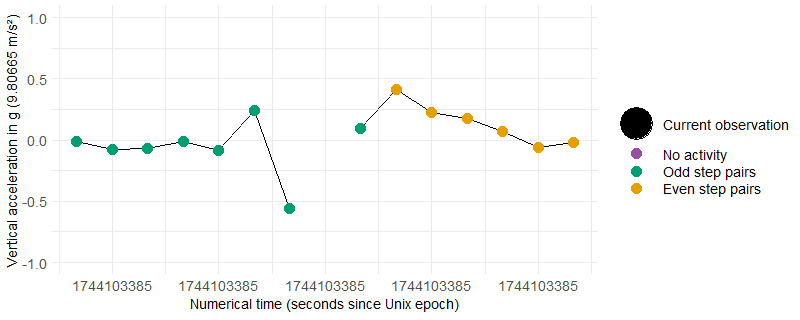 Vertical acceleration in g (9.80665 m/s²)
1.0
0.5
0.0
-0.5
-1.0
1744103385 1744103385 1744103385 1744103385 1744103385
Numerical time (seconds since Unix epoch)
Current observation
No activity
Odd step pairs
Even step pairs